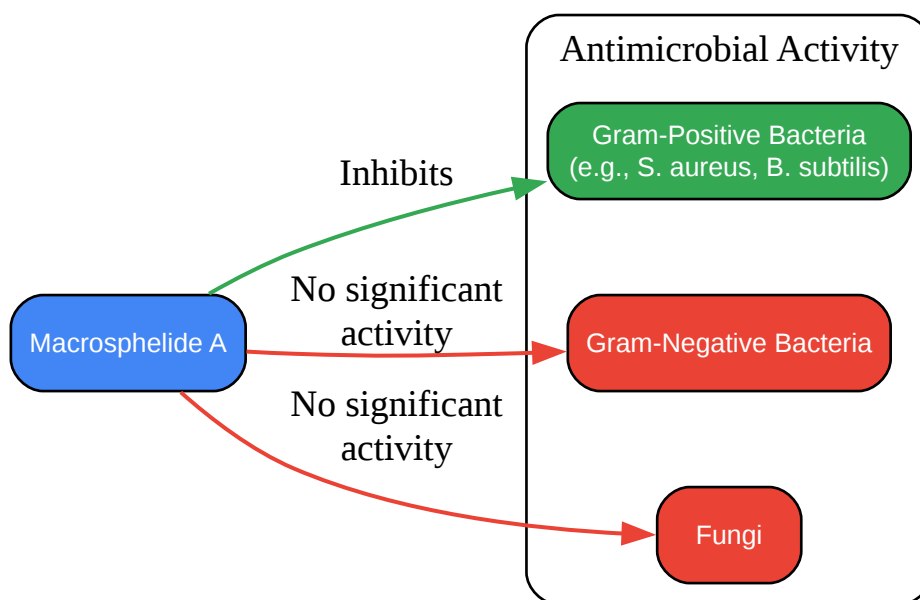 Antimicrobial Activity
Gram-Positive Bacteria
(e.g., S. aureus, B. subtilis)
Inhibits
No significant
activity
Macrosphelide A
Gram-Negative Bacteria
No significant
activity
Fungi